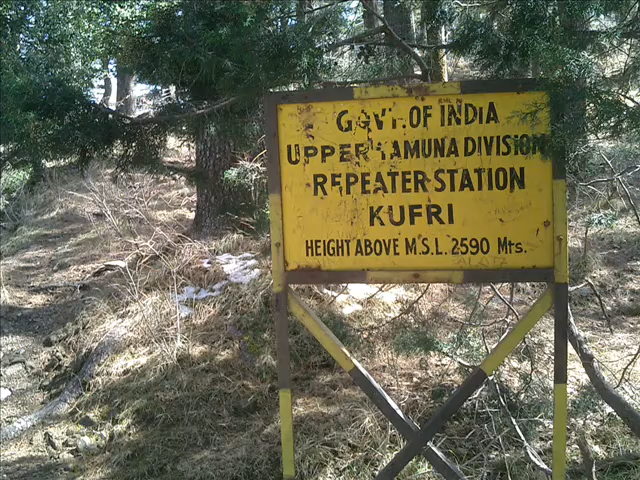 GOVT. OF INDIA
UPPER YAMUNA DIVISION
REPEATER STATION
KUFRI
HEIGHT ABOVE M.S.L. 2590 Mts.